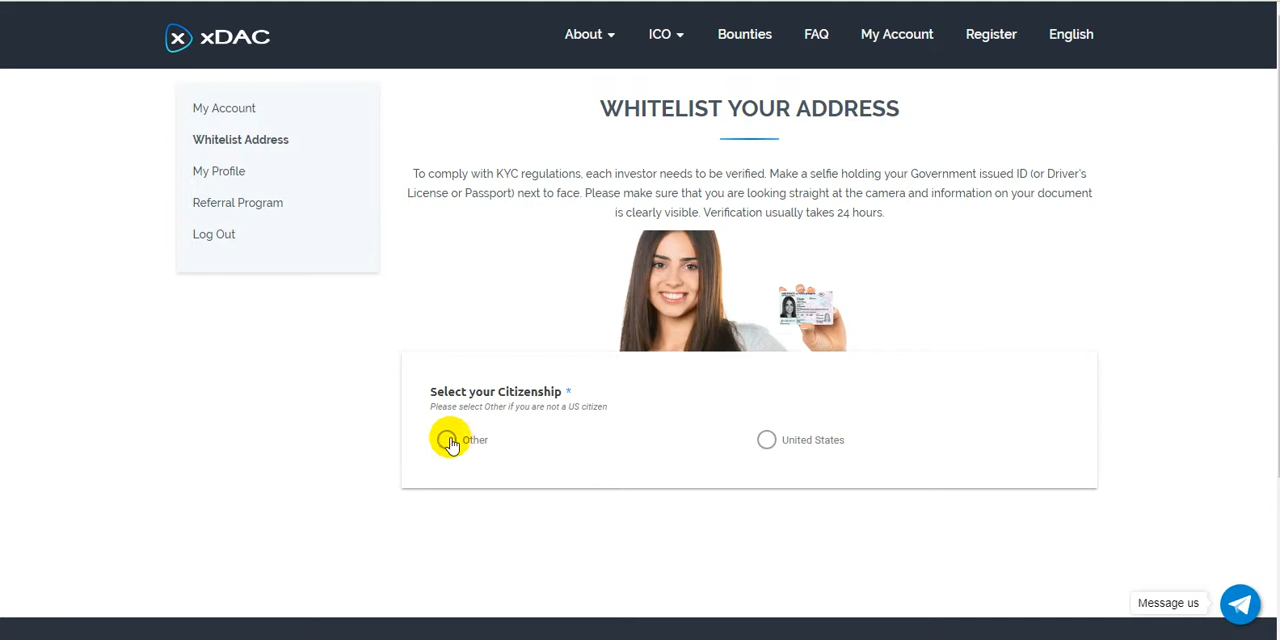 xDAC
About
ICO
Bounties
FAQ
My Account
Register
English
My Account
Whitelist Address
My Profile
Referral Program
Log Out
WHITELIST YOUR ADDRESS
To comply with KYC regulations, each investor needs to be verified. Make a selfie holding your Government issued ID (or Driver's
License or Passport) next to face. Please make sure that you are looking straight at the camera and information on your document
is clearly visible. Verification usually takes 24 hours.
Select your Citizenship *
Please select Other if you are not a US citizen
Other
United States
Message us